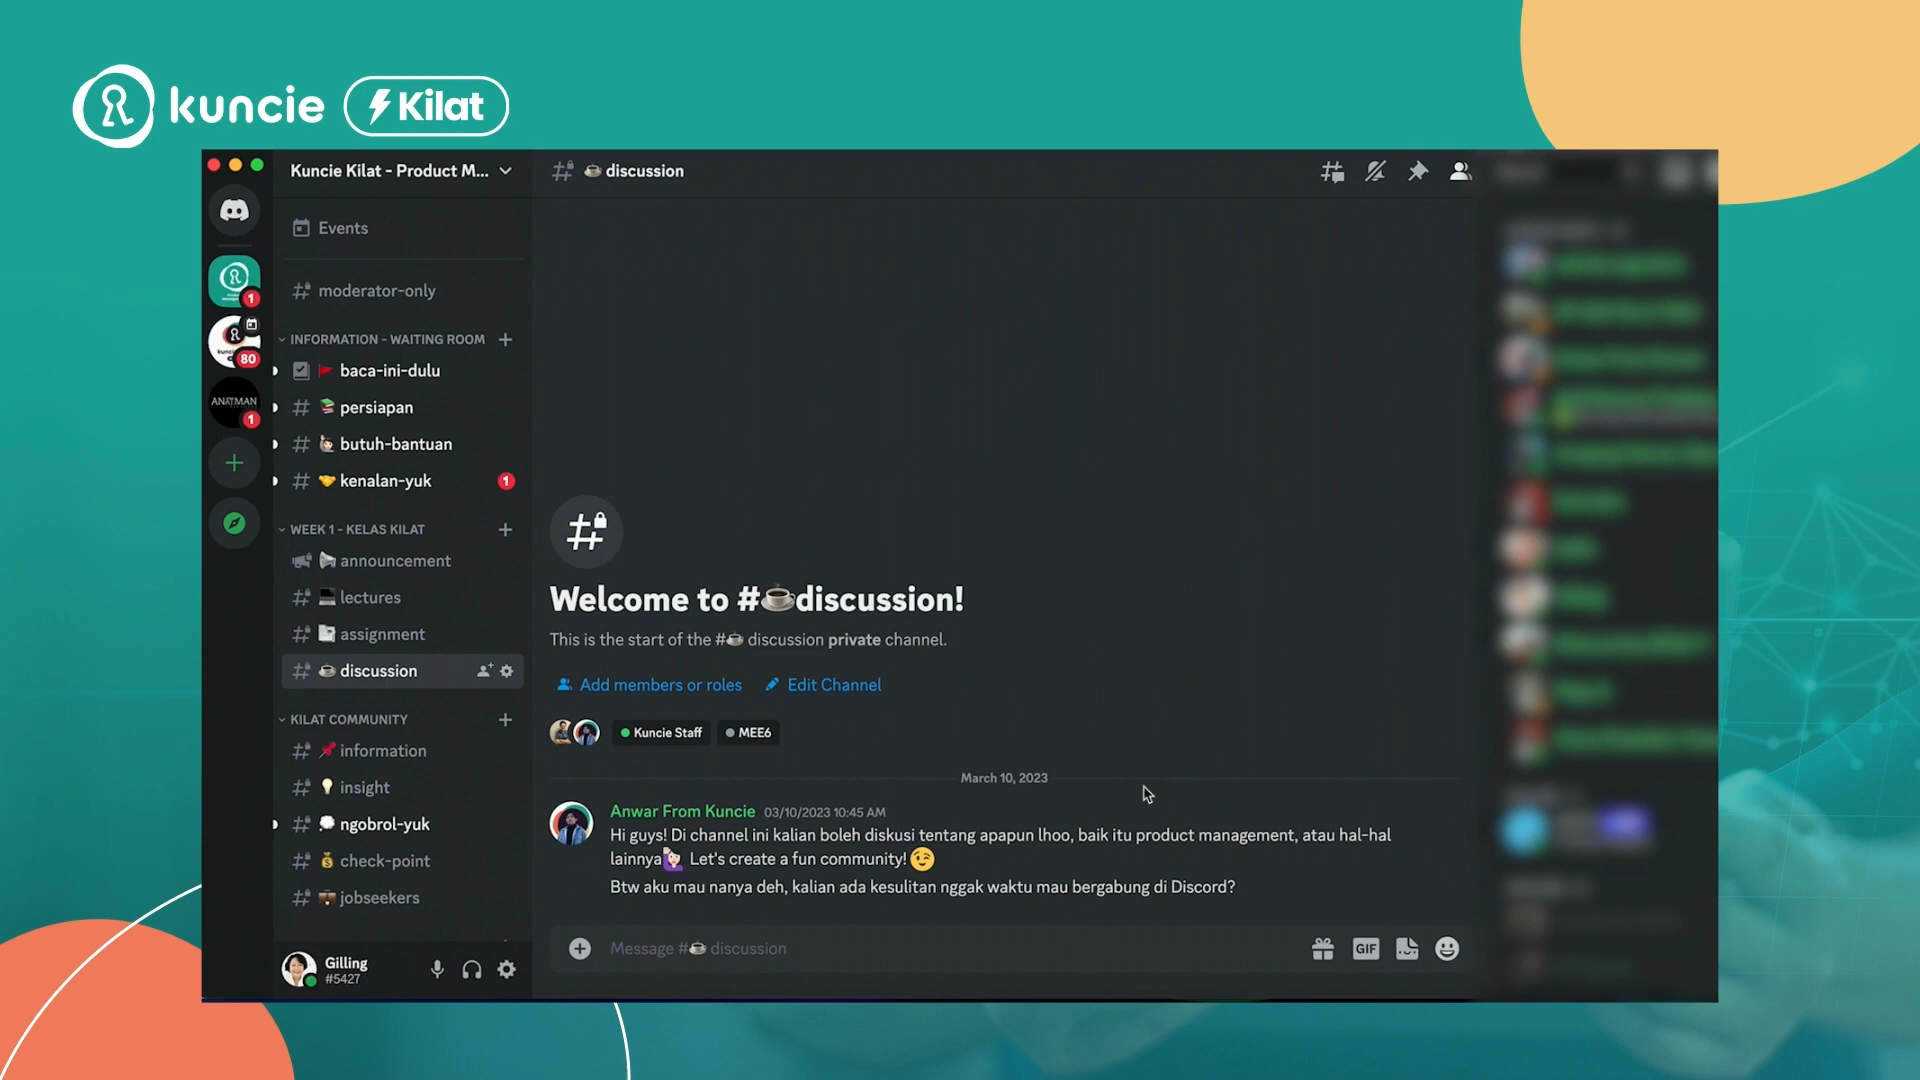 kuncie Kilat
Kuncie Kilat - Product M...
discussion
Events
moderator-only
INFORMATION - WAITING ROOM
baca-ini-dulu
persiapan
butuh-bantuan
kenalan-yuk 1
WEEK 1 - KELAS KILAT
announcement
lectures
assignment
discussion
KILAT COMMUNITY
information
insight
ngobrol-yuk
check-point
jobseekers
Gilling
#5427
1
80
ANATMAN
1
Welcome to #☕discussion!
This is the start of the #☕ discussion private channel.
Add members or roles Edit Channel
Kuncie Staff MEE6
March 10, 2023
Anwar From Kuncie 03/10/2023 10:45 AM
Hi guys! Di channel ini kalian boleh diskusi tentang apapun lhoo, baik itu product management, atau hal-hal
lainnya🙋🏻‍♀️ Let's create a fun community!😉
Btw aku mau nanya deh, kalian ada kesulitan nggak waktu mau bergabung di Discord?
Message #☕ discussion
GIF